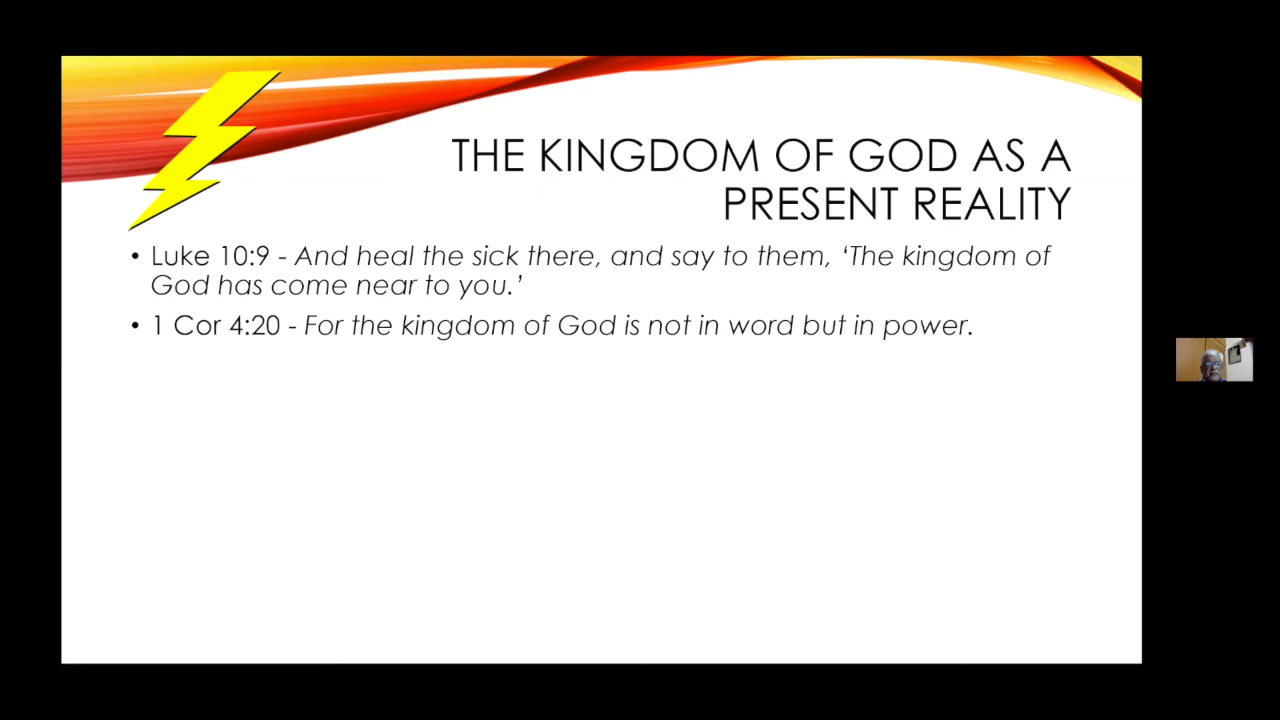 THE KINGDOM OF GOD AS A
PRESENT REALITY
• Luke 10:9 - And heal the sick there, and say to them, ‘The kingdom of
God has come near to you.’
• 1 Cor 4:20 - For the kingdom of God is not in word but in power.